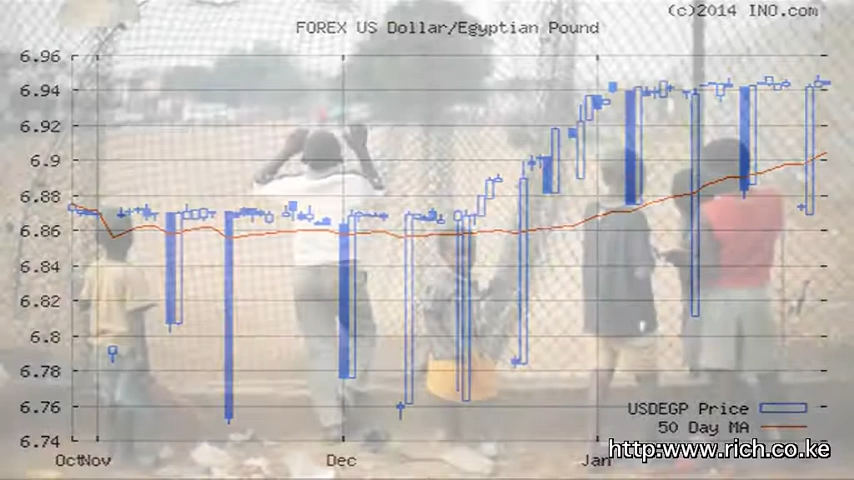 (c)2014 INO.com
FOREX US Dollar/Egyptian Pound
6.96
6.94
6.92
6.9
6.88
6.86
6.84
6.82
6.8
6.78
6.76
6.74
USDEGP Price
50 Day MA
OctNov Dec Jan
http:www.rich.co.ke